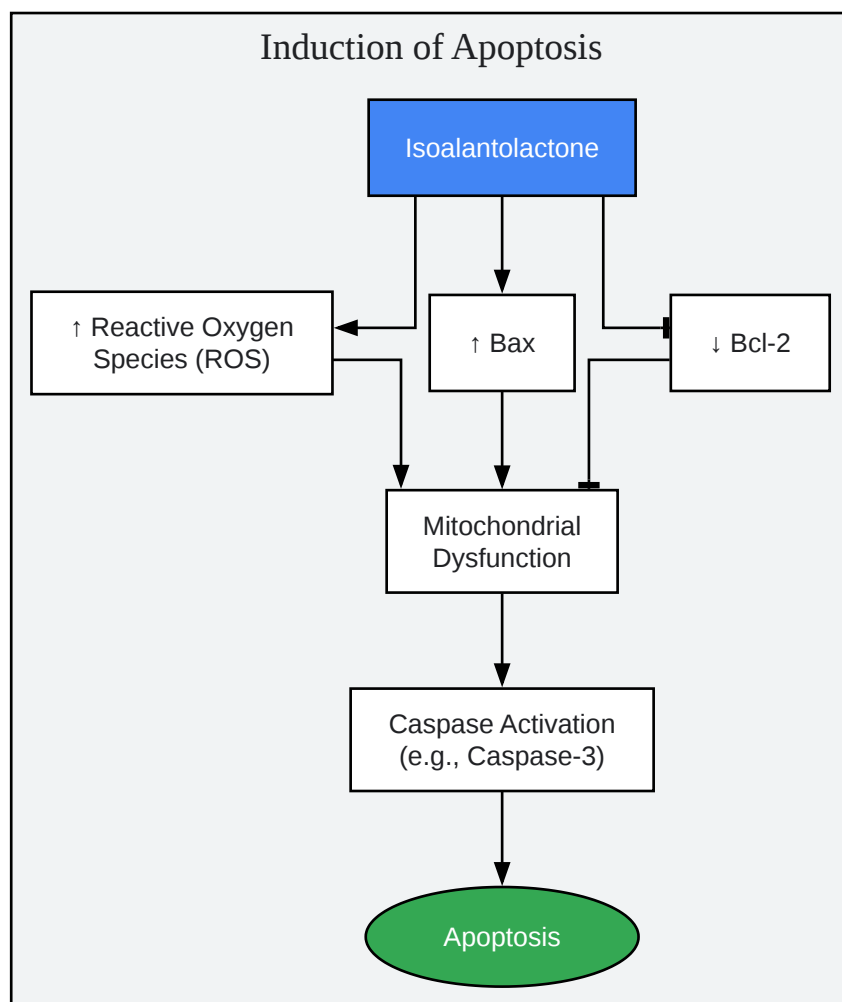 Induction of Apoptosis
Isoalantolactone
↑ Reactive Oxygen
Species (ROS)
↑ Bax
↓ Bcl-2
Mitochondrial
Dysfunction
Caspase Activation
(e.g., Caspase-3)
Apoptosis